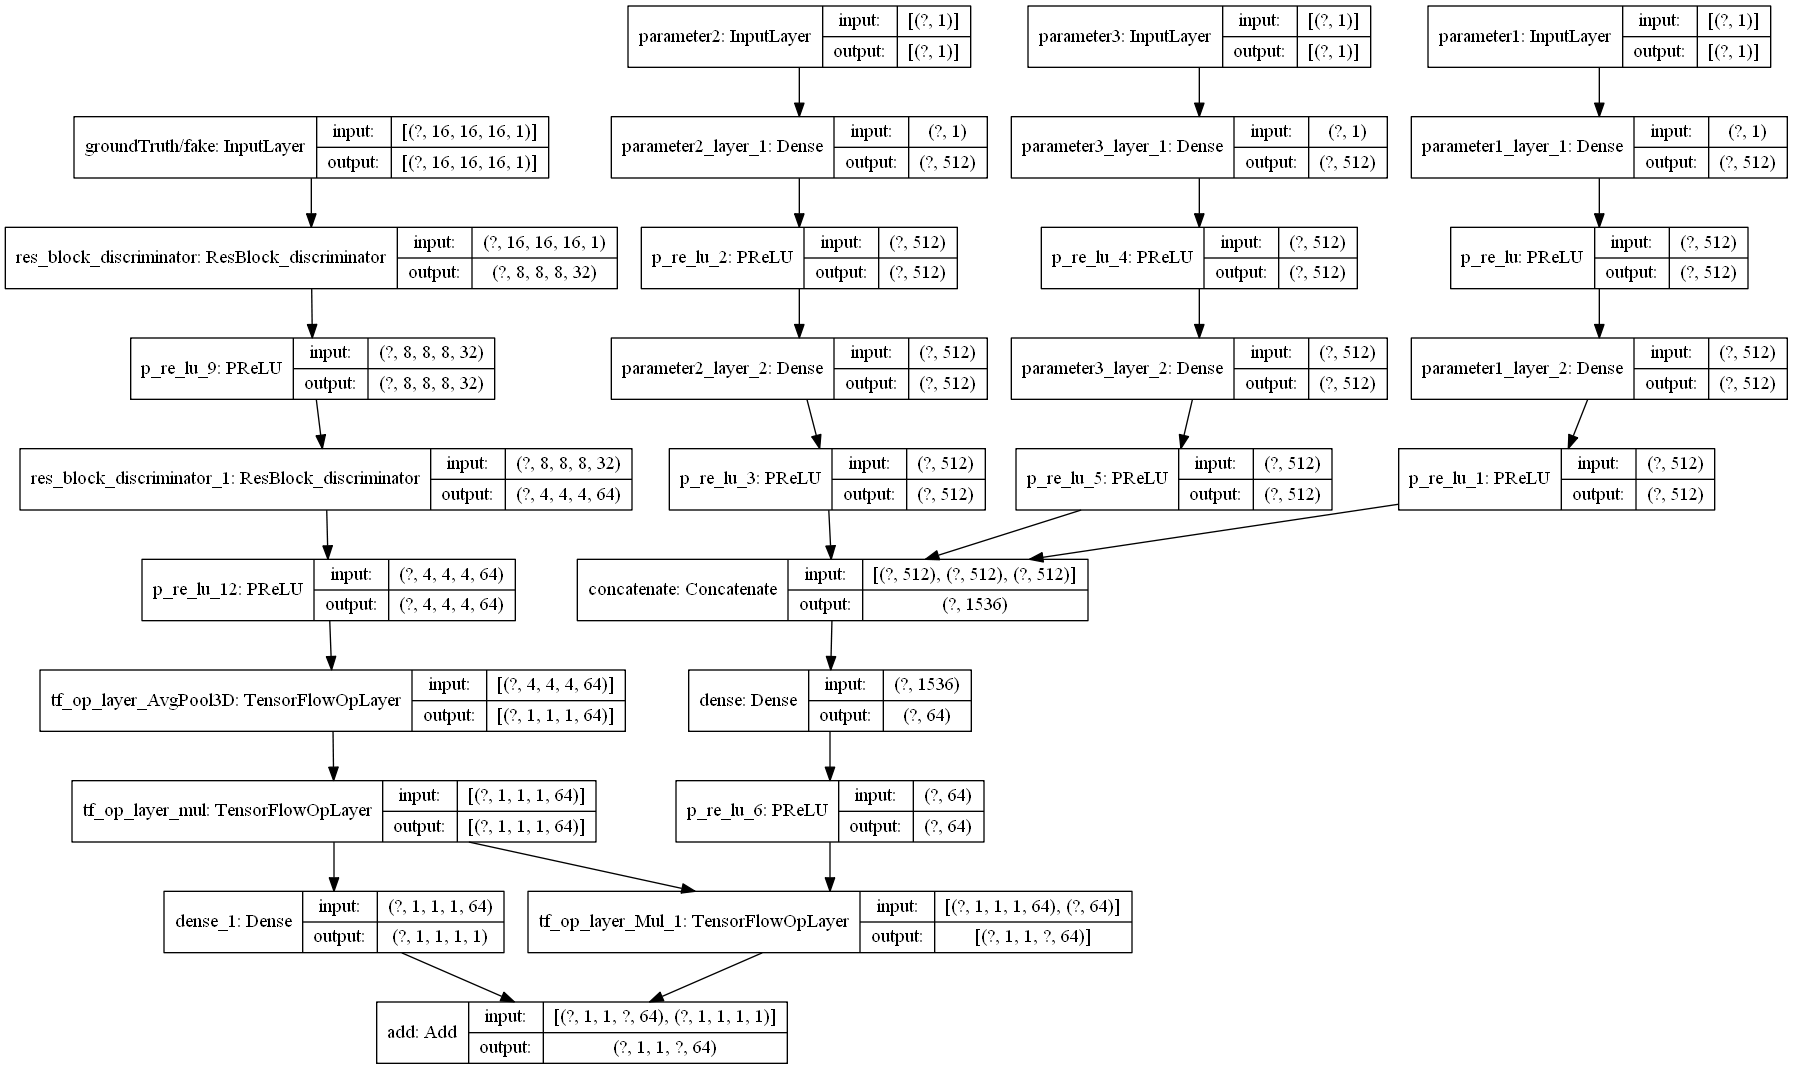 parameter2: InputLayer input: [(?, 1)] output: [(?, 1)]
parameter3: InputLayer input: [(?, 1)] output: [(?, 1)]
parameter1: InputLayer input: [(?, 1)] output: [(?, 1)]
groundTruth/fake: InputLayer input: [(?, 16, 16, 16, 1)] output: [(?, 16, 16, 16, 1)]
parameter2_layer_1: Dense input: (?, 1) output: (?, 512)
parameter3_layer_1: Dense input: (?, 1) output: (?, 512)
parameter1_layer_1: Dense input: (?, 1) output: (?, 512)
res_block_discriminator: ResBlock_discriminator input: (?, 16, 16, 16, 1) output: (?, 8, 8, 8, 32)
p_re_lu_2: PReLU input: (?, 512) output: (?, 512)
p_re_lu_4: PReLU input: (?, 512) output: (?, 512)
p_re_lu: PReLU input: (?, 512) output: (?, 512)
p_re_lu_9: PReLU input: (?, 8, 8, 8, 32) output: (?, 8, 8, 8, 32)
parameter2_layer_2: Dense input: (?, 512) output: (?, 512)
parameter3_layer_2: Dense input: (?, 512) output: (?, 512)
parameter1_layer_2: Dense input: (?, 512) output: (?, 512)
res_block_discriminator_1: ResBlock_discriminator input: (?, 8, 8, 8, 32) output: (?, 4, 4, 4, 64)
p_re_lu_3: PReLU input: (?, 512) output: (?, 512)
p_re_lu_5: PReLU input: (?, 512) output: (?, 512)
p_re_lu_1: PReLU input: (?, 512) output: (?, 512)
p_re_lu_12: PReLU input: (?, 4, 4, 4, 64) output: (?, 4, 4, 4, 64)
concatenate: Concatenate input: [(?, 512), (?, 512), (?, 512)] output: (?, 1536)
tf_op_layer_AvgPool3D: TensorFlowOpLayer input: [(?, 4, 4, 4, 64)] output: [(?, 1, 1, 1, 64)]
dense: Dense input: (?, 1536) output: (?, 64)
tf_op_layer_mul: TensorFlowOpLayer input: [(?, 1, 1, 1, 64)] output: [(?, 1, 1, 1, 64)]
p_re_lu_6: PReLU input: (?, 64) output: (?, 64)
dense_1: Dense input: (?, 1, 1, 1, 64) output: (?, 1, 1, 1, 1)
tf_op_layer_Mul_1: TensorFlowOpLayer input: [(?, 1, 1, 1, 64), (?, 64)] output: [(?, 1, 1, ?, 64)]
add: Add input: [(?, 1, 1, ?, 64), (?, 1, 1, 1, 1)] output: (?, 1, 1, ?, 64)